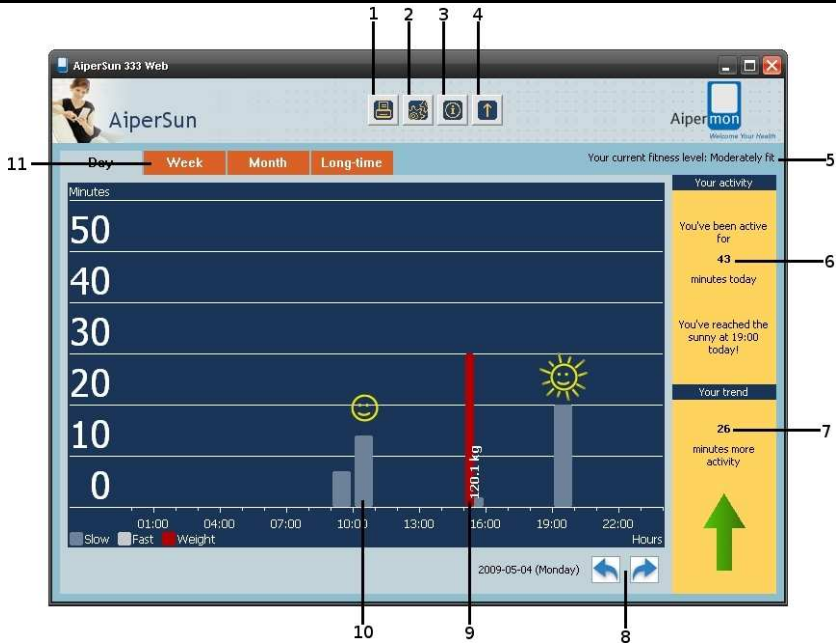 1 2 3 4
AiperSun 333 Web
AiperSun
Aipermon
Welcome Your Health
11
Day Week Month Long-time
Your current fitness level: Moderately fit
5
Minutes
50
40
30
20
10
0
120.1 kg
01:00 04:00 07:00 10:00 13:00 16:00 19:00 22:00
Slow Fast Weight
Hours
Your activity
You've been active
for
43
6
minutes today
You've reached the
sunny at 19:00
today!
Your trend
26
7
minutes more
activity
2009-05-04 (Monday)
10 9 8